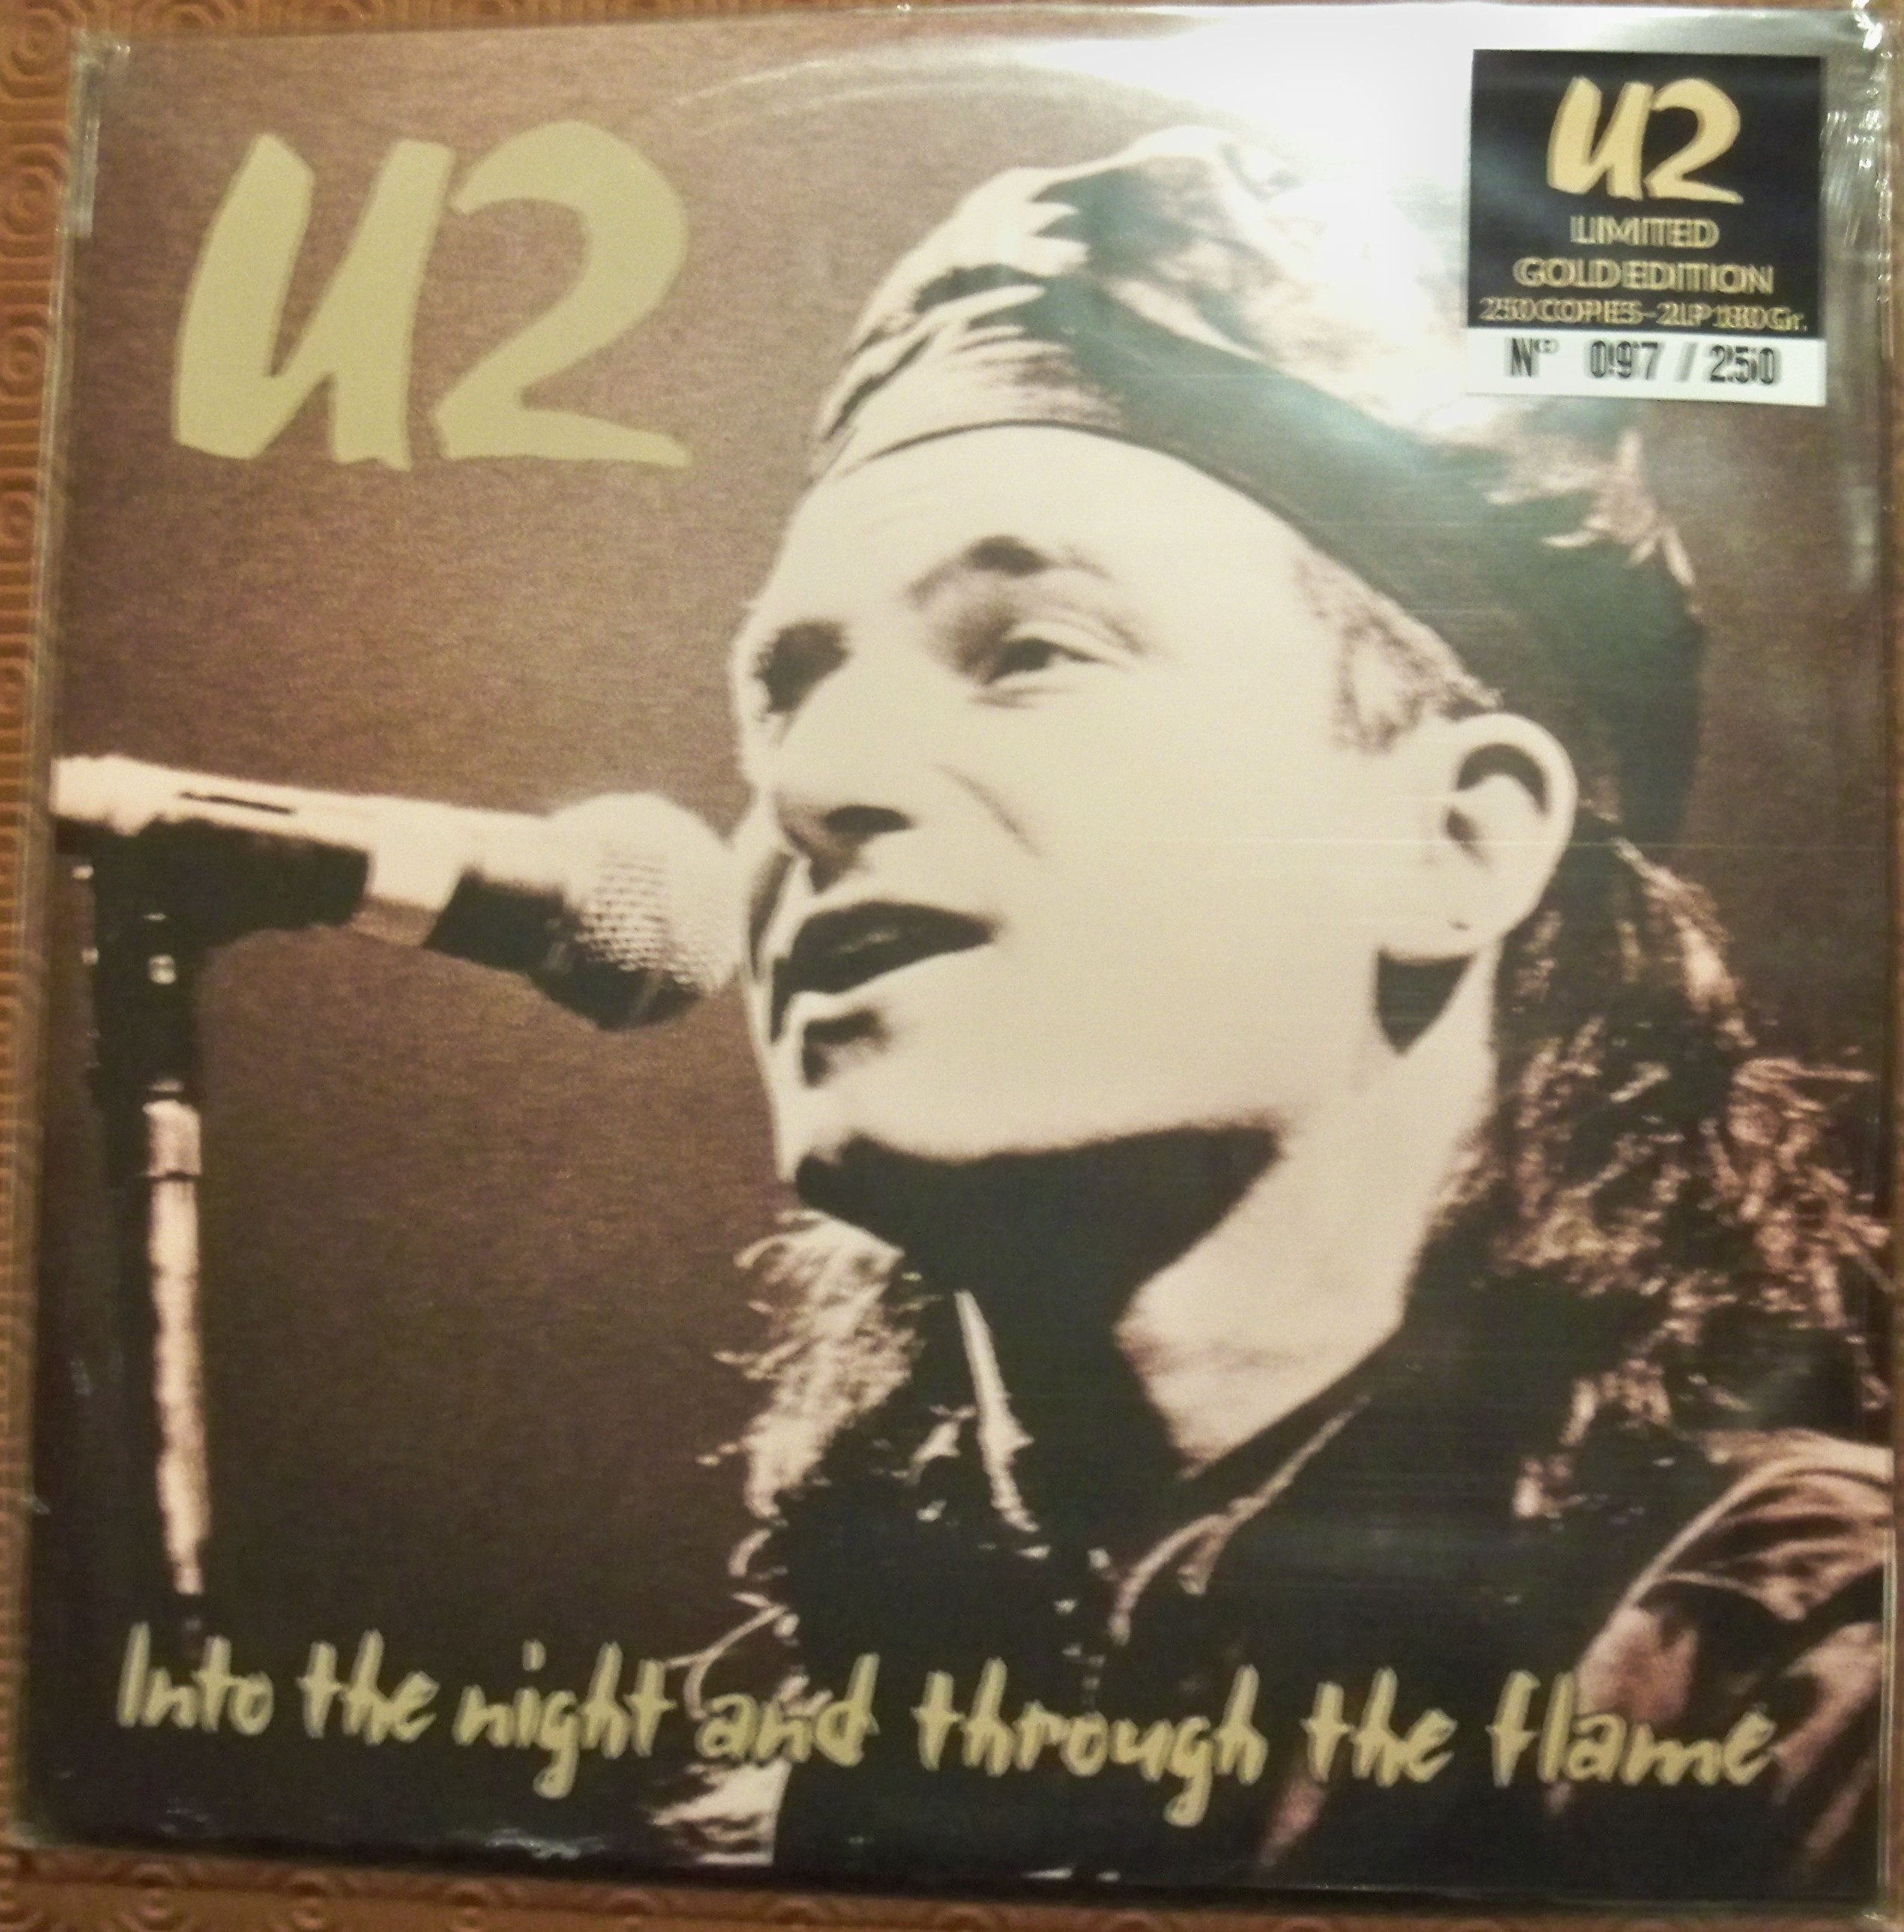 U2
U2
LIMITED
GOLD EDITION
250 COPIES - 2LP 180 Gr.
Nº 097 / 250
Into the night and through the flame